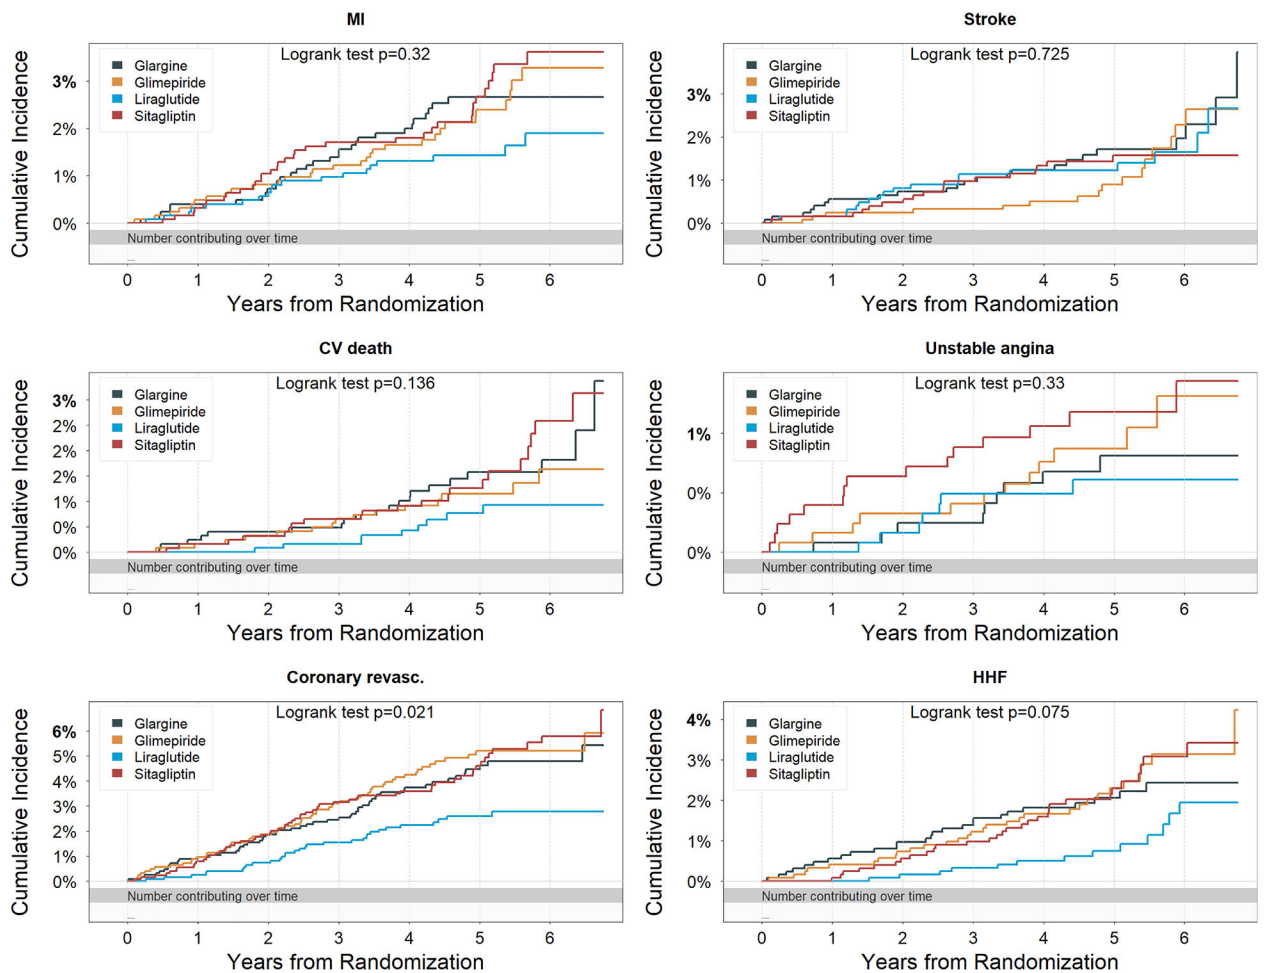 MI
Logrank test p=0.32
Glargine
Glimepiride
Liraglutide
Sitagliptin
Cumulative Incidence
3%
2%
1%
0%
Number contributing over time
0 1 2 3 4 5 6
Years from Randomization
Stroke
Logrank test p=0.725
Glargine
Glimepiride
Liraglutide
Sitagliptin
Cumulative Incidence
3%
2%
1%
0%
Number contributing over time
0 1 2 3 4 5 6
Years from Randomization
CV death
Logrank test p=0.136
Glargine
Glimepiride
Liraglutide
Sitagliptin
Cumulative Incidence
3%
2%
2%
2%
1%
0%
0%
Number contributing over time
0 1 2 3 4 5 6
Years from Randomization
Unstable angina
Logrank test p=0.33
Glargine
Glimepiride
Liraglutide
Sitagliptin
Cumulative Incidence
1%
0%
0%
Number contributing over time
0 1 2 3 4 5 6
Years from Randomization
Coronary revasc.
Logrank test p=0.021
Glargine
Glimepiride
Liraglutide
Sitagliptin
Cumulative Incidence
6%
5%
4%
3%
2%
1%
0%
Number contributing over time
0 1 2 3 4 5 6
Years from Randomization
HHF
Logrank test p=0.075
Glargine
Glimepiride
Liraglutide
Sitagliptin
Cumulative Incidence
4%
3%
2%
1%
0%
Number contributing over time
0 1 2 3 4 5 6
Years from Randomization